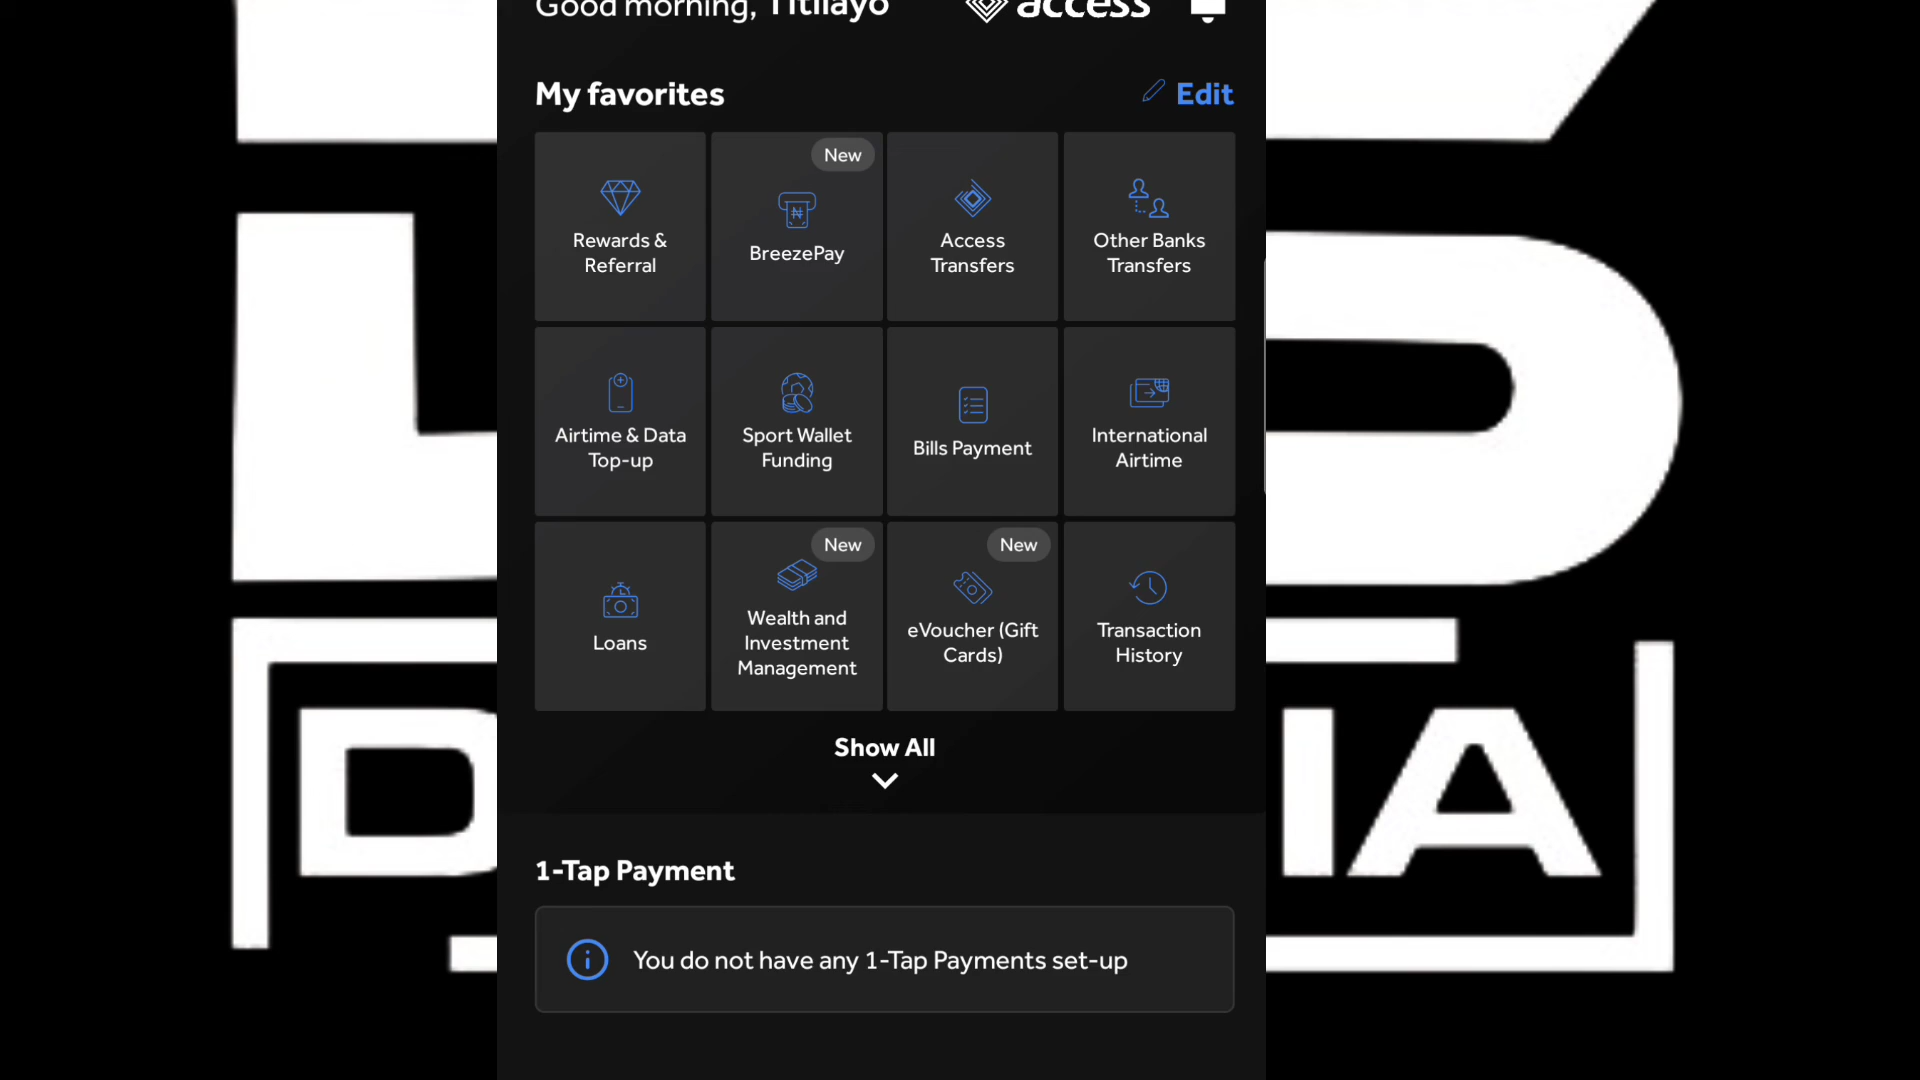 Good morning, Titilayo
access
My favorites
Edit
Rewards &
Referral
New
BreezePay
Access
Transfers
Other Banks
Transfers
Airtime & Data
Top-up
Sport Wallet
Funding
Bills Payment
International
Airtime
Loans
New
Wealth and
Investment
Management
New
eVoucher (Gift
Cards)
Transaction
History
Show All
1-Tap Payment
You do not have any 1-Tap Payments set-up